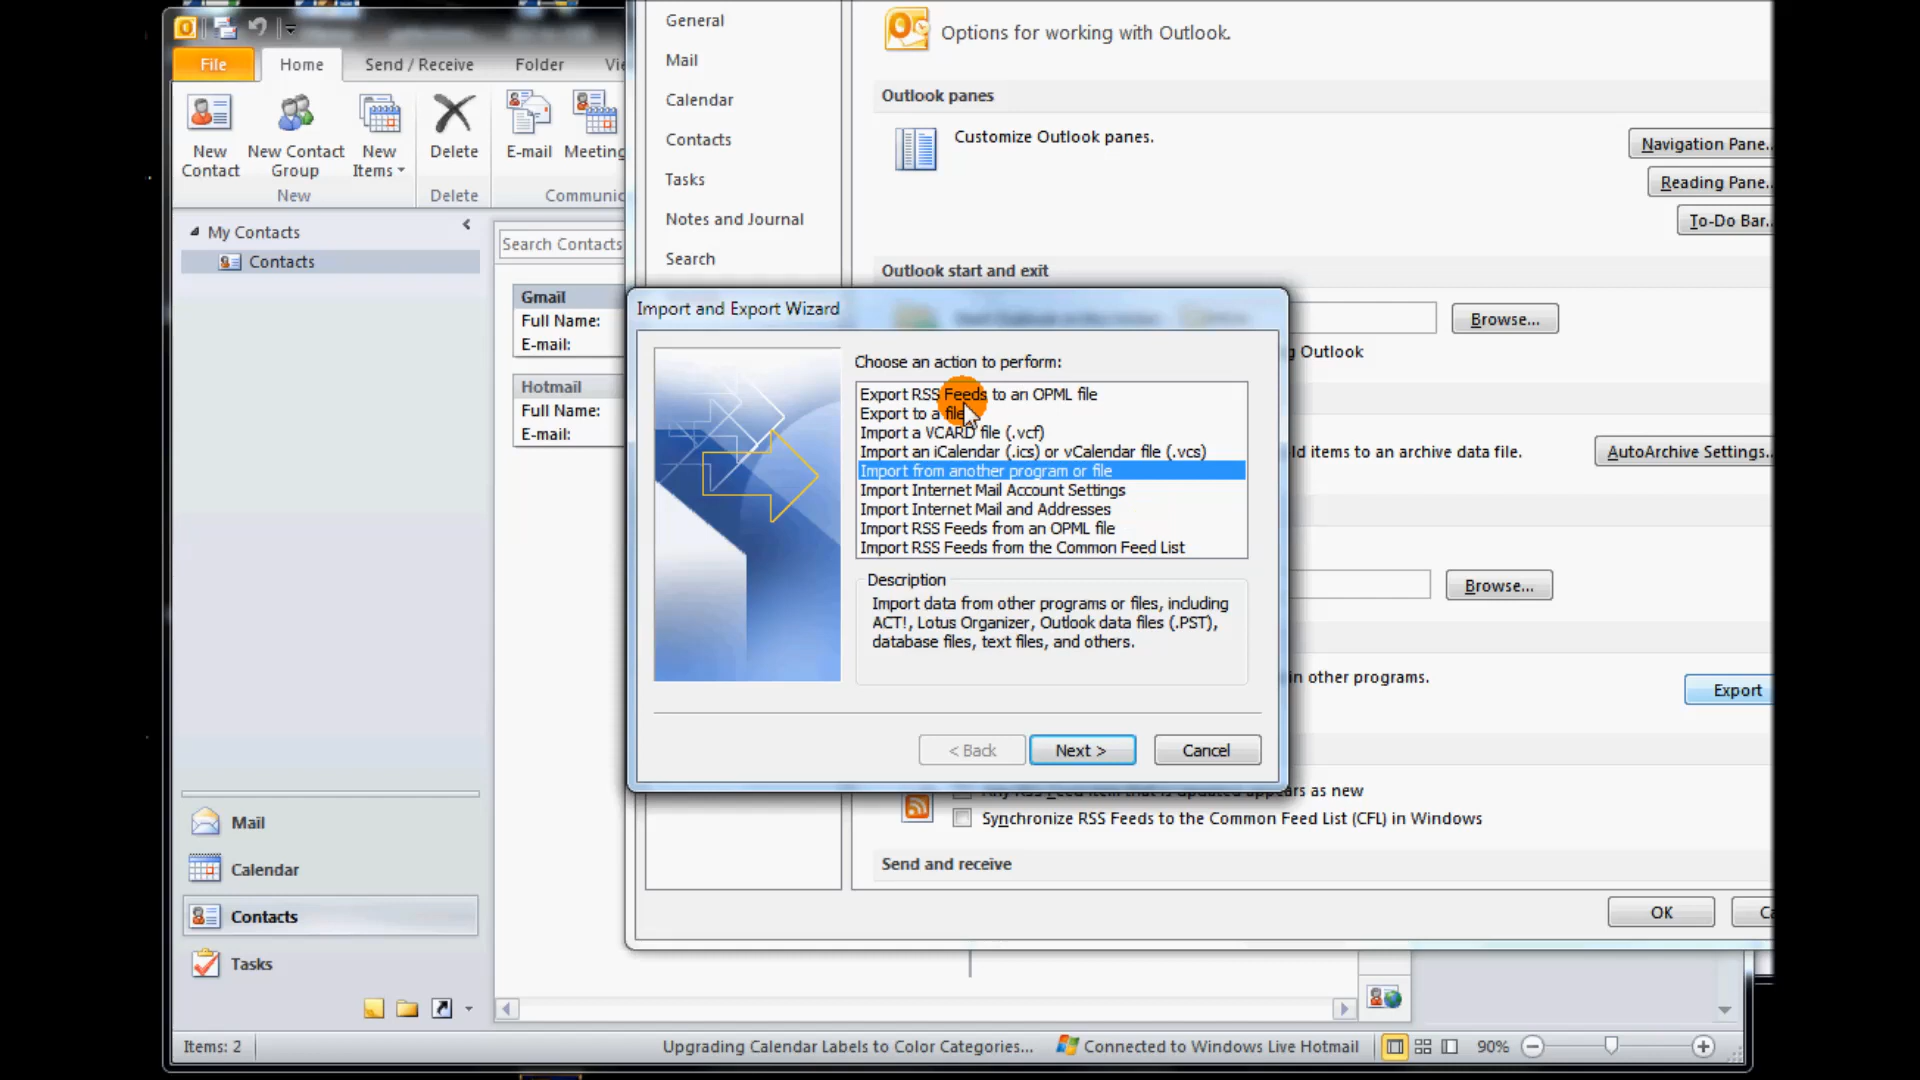 File
Home
Send / Receive
Folder
New
Contact
New Contact
Group
New
Items
Delete
E-mail
Meeting
New
Delete
My Contacts
Contacts
Search Contacts
Gmail
Full Name:
E-mail:
Hotmail
Full Name:
E-mail:
Mail
Calendar
Contacts
Tasks
Items: 2
Upgrading Calendar Labels to Color Categories...
Connected to Windows Live Hotmail
90%
General
Mail
Calendar
Contacts
Tasks
Notes and Journal
Search
Options for working with Outlook.
Outlook panes
Customize Outlook panes.
Navigation Pane..
Reading Pane..
To-Do Bar..
Outlook start and exit
Browse...
Outlook
items to an archive data file.
AutoArchive Settings..
Browse...
in other programs.
Export
appears as new
Synchronize RSS Feeds to the Common Feed List (CFL) in Windows
Send and receive
OK
Import and Export Wizard
Choose an action to perform:
Export RSS Feeds to an OPML file
Export to a file
Import a VCARD file (.vcf)
Import an iCalendar (.ics) or vCalendar file (.vcs)
Import from another program or file
Import Internet Mail Account Settings
Import Internet Mail and Addresses
Import RSS Feeds from an OPML file
Import RSS Feeds from the Common Feed List
Description
Import data from other programs or files, including
ACT!, Lotus Organizer, Outlook data files (.PST),
database files, text files, and others.
< Back
Next >
Cancel